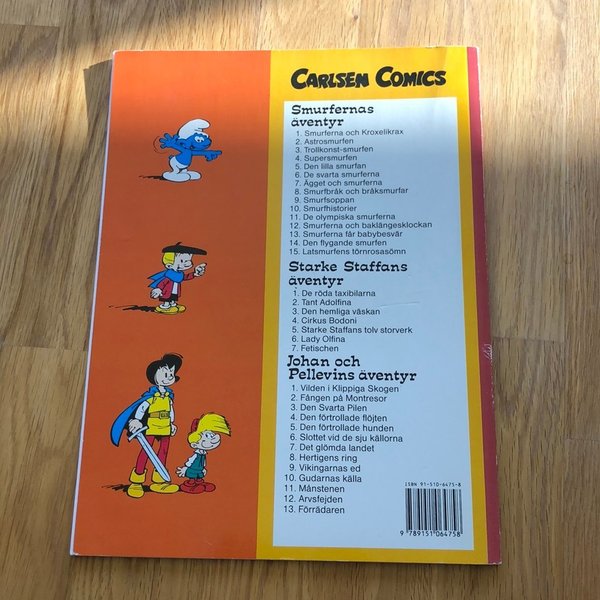 CARLSEN COMICS
Smurfernas
äventyr
1. Smurferna och Kroxelikrax
2. Astrosmurfen
3. Trollkonst-smurfen
4. Supersmurfen
5. Den lilla smurfan
6. De svarta smurferna
7. Ägget och smurferna
8. Smurfbråk och bråksmurfar
9. Smurfsoppan
10. Smurfhistorier
11. De olympiska smurferna
12. Smurferna och baklängesklockan
13. Smurferna får babybesvär
14. Den flygande smurfen
15. Latsmurfens törnrosasömn
Starke Staffans
äventyr
1. De röda taxibilarna
2. Tant Adolfina
3. Den hemliga väskan
4. Cirkus Bodoni
5. Starke Staffans tolv storverk
6. Lady Olfina
7. Fetischen
Johan och
Pellevins äventyr
1. Vilden i Klippiga Skogen
2. Fången på Montresor
3. Den Svarta Pilen
4. Den förtrollade flöjten
5. Den förtrollade hunden
6. Slottet vid de sju källorna
7. Det glömda landet
8. Hertigens ring
9. Vikingarnas ed
10. Gudarnas källa
11. Månstenen
12. Arvsfejden
13. Förrädaren
ISBN 91-510-6475-8
9 789151 064758